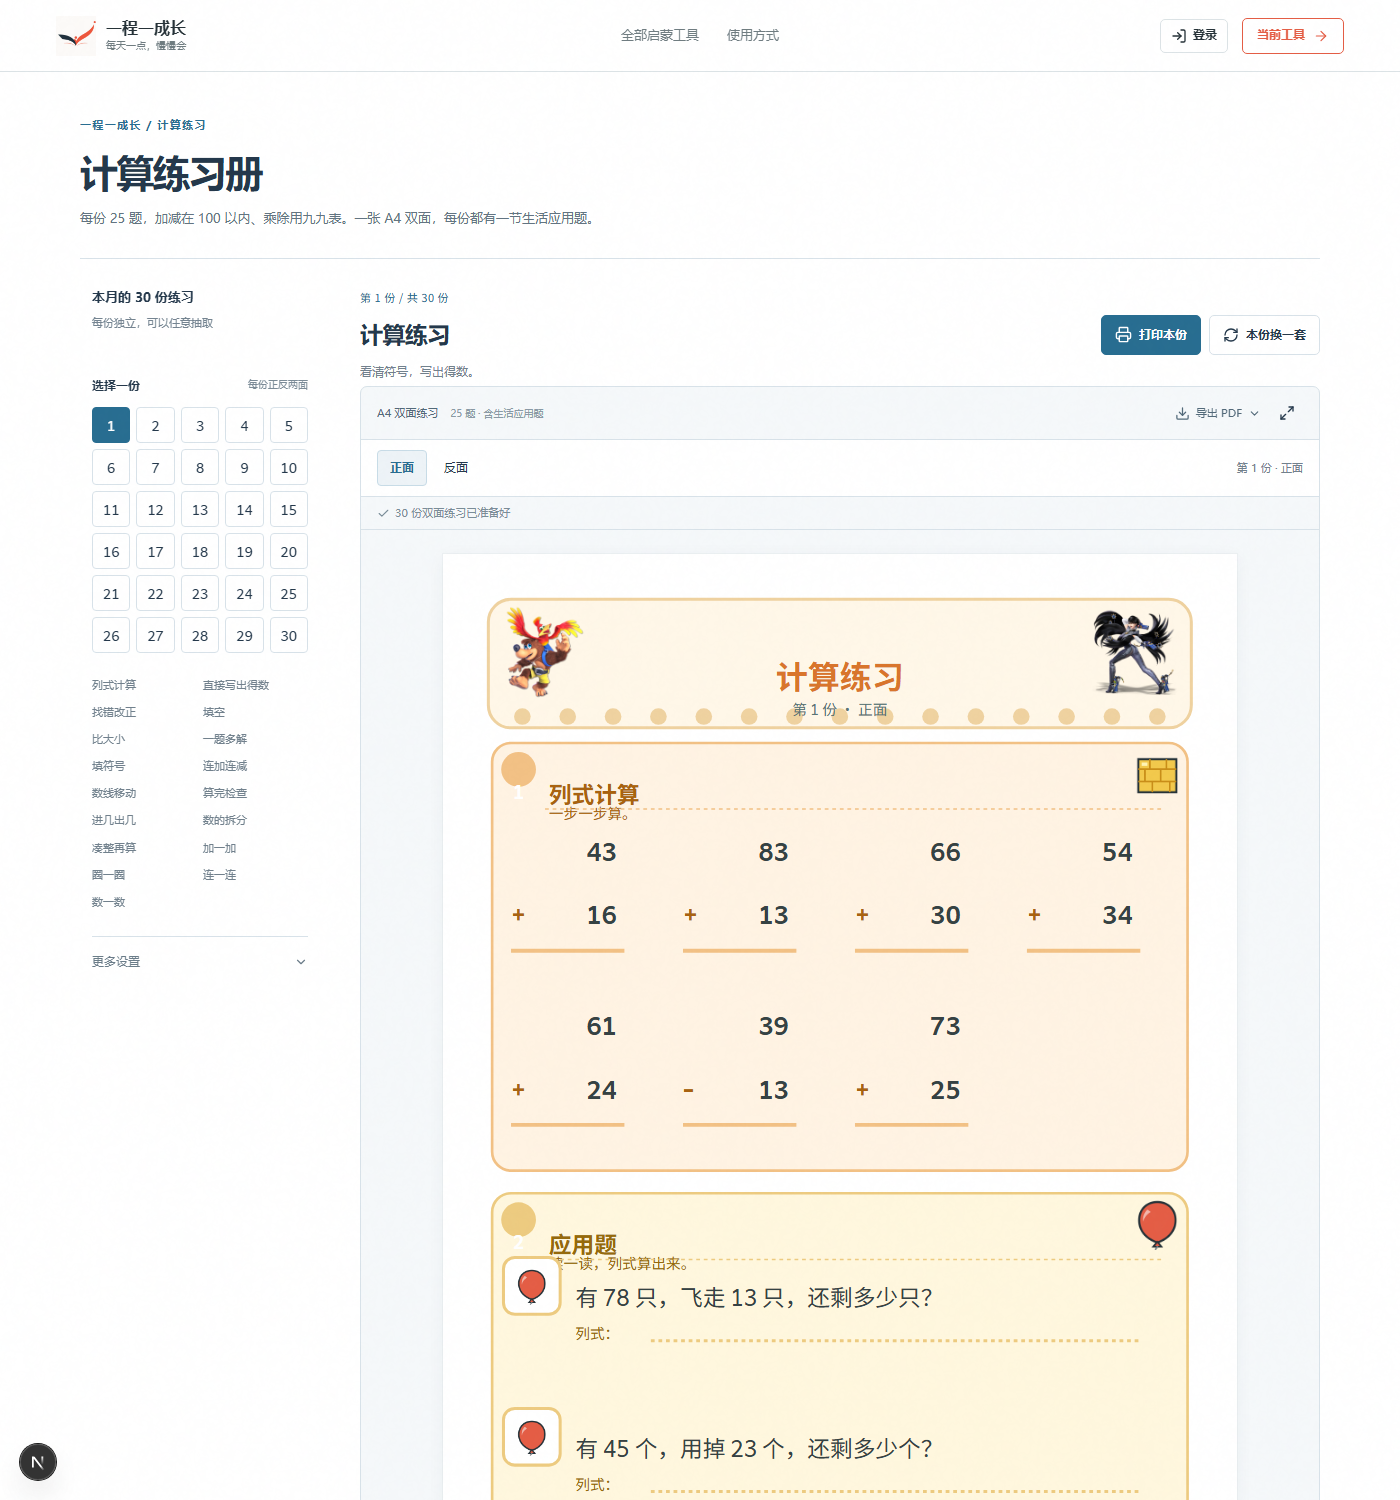 一程一成长
每天一点，慢慢会
全部启蒙工具
使用方式
登录
当前工具
一程一成长 / 计算练习
计算练习册
每份 25 题，加减在 100 以内、乘除用九九表。一张 A4 双面，每份都有一节生活应用题。
本月的 30 份练习
每份独立，可以任意抽取
选择一份
每份正反两面
1 2 3 4 5
6 7 8 9 10
11 12 13 14 15
16 17 18 19 20
21 22 23 24 25
26 27 28 29 30
列式计算 直接写出得数
找错改正 填空
比大小 一题多解
填符号 连加连减
数线移动 算完检查
进几出几 数的拆分
凑整再算 加一加
圈一圈 连一连
数一数
更多设置
第 1 份 / 共 30 份
计算练习
看清符号，写出得数。
打印本份
本份换一套
A4 双面练习
25 题 · 含生活应用题
导出 PDF
正面
反面
第 1 份 · 正面
30 份双面练习已准备好
计算练习
第 1 份 • 正面
1
列式计算
一步一步算。
43 83 66 54
+ 16 + 13 + 30 + 34
61 39 73
+ 24 - 13 + 25
2
应用题
读一读，列式算出来。
有 78 只，飞走 13 只，还剩多少只？
列式：
有 45 个，用掉 23 个，还剩多少个？
列式：
N